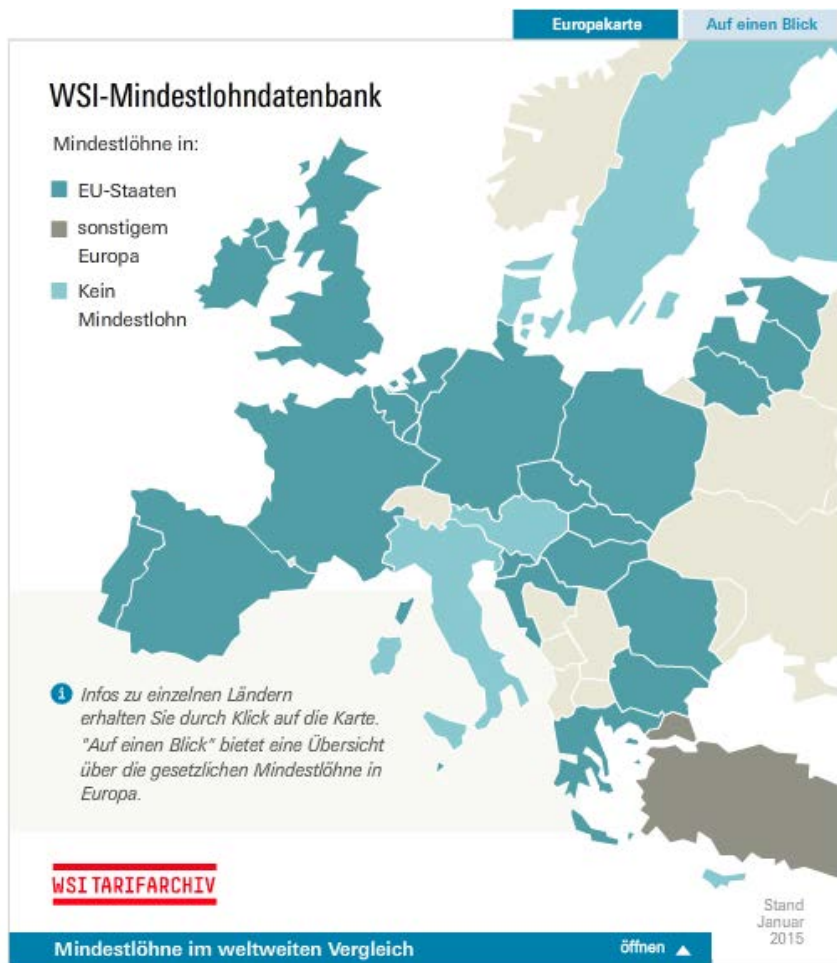 Europakarte
Auf einen Blick
WSI-Mindestlohndatenbank
Mindestlöhne in:
EU-Staaten
sonstigem
Europa
Kein
Mindestlohn
i
Infos zu einzelnen Ländern
erhalten Sie durch Klick auf die Karte.
"Auf einen Blick" bietet eine Übersicht
über die gesetzlichen Mindestlöhne in
Europa.
WSI TARIFARCHIV
Stand
Januar
2015
Mindestlöhne im weltweiten Vergleich
öffnen